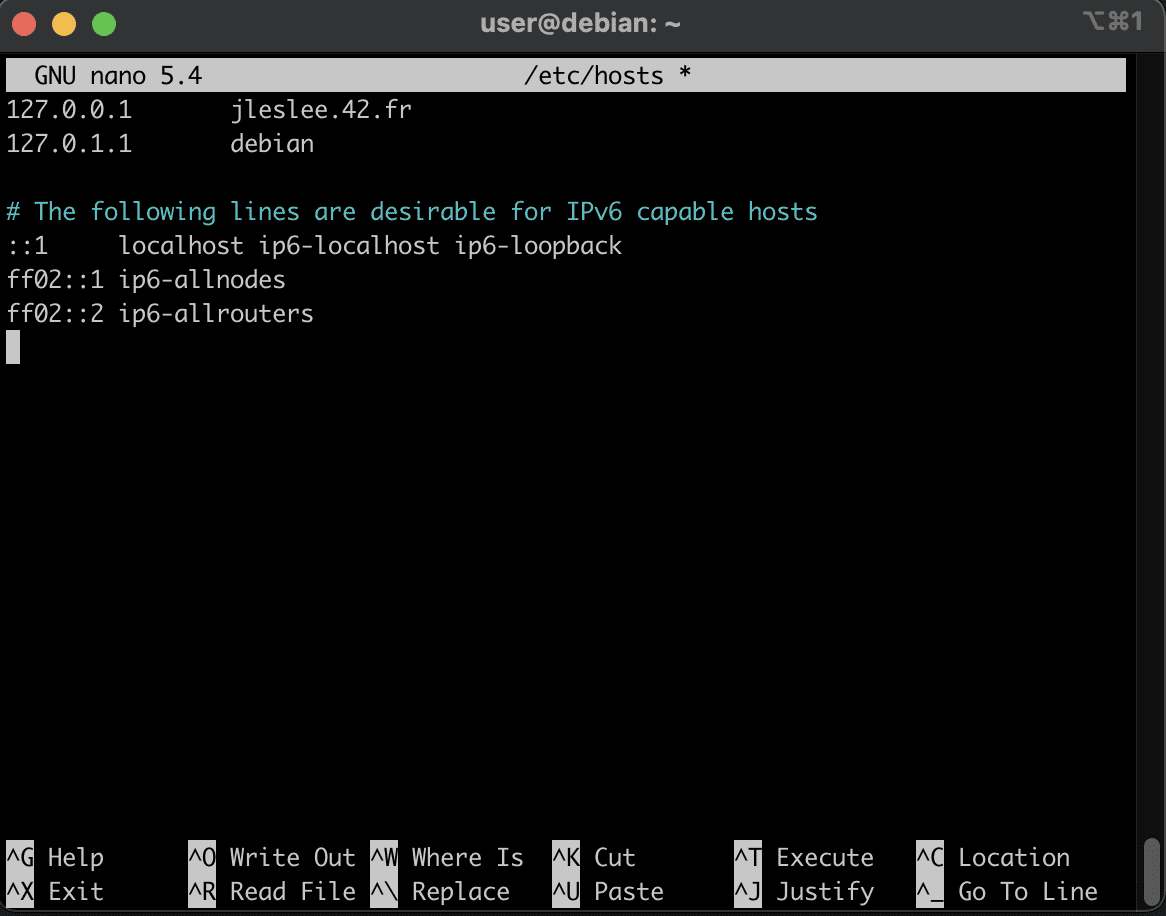 user@debian: ~
⌥⌘1
GNU nano 5.4 /etc/hosts *
127.0.0.1 jleslee.42.fr
127.0.1.1 debian
# The following lines are desirable for IPv6 capable hosts
::1 localhost ip6-localhost ip6-loopback
ff02::1 ip6-allnodes
ff02::2 ip6-allrouters
^G Help ^O Write Out ^W Where Is ^K Cut ^T Execute ^C Location
^X Exit ^R Read File ^\ Replace ^U Paste ^J Justify ^_ Go To Line